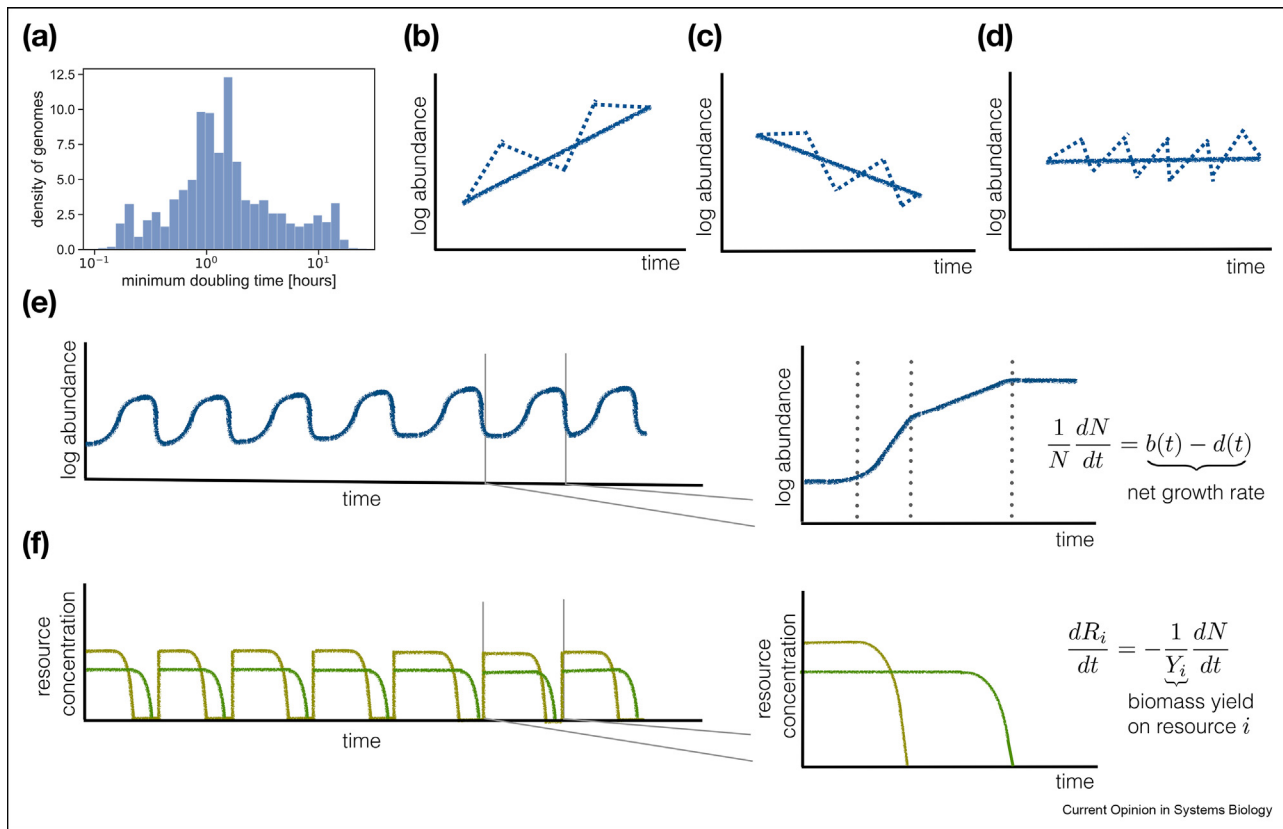 (a)
12.5
10.0
7.5
5.0
2.5
0.0
density of genomes
10⁻¹
10⁰
10¹
minimum doubling time [hours]
(b)
log abundance
time
(c)
log abundance
time
(d)
log abundance
time
(e)
log abundance
time
log abundance
time
1/N dN/dt = b(t) − d(t)
net growth rate
(f)
resource
concentration
time
resource
concentration
time
dRᵢ/dt = − 1/Yᵢ dN/dt
biomass yield
on resource i
Current Opinion in Systems Biology